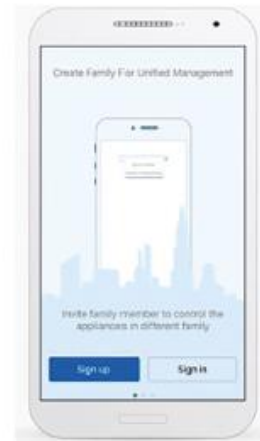 Create Family For Unified Management
Invite family member to control the
appliances in different family
Sign up
Sign in